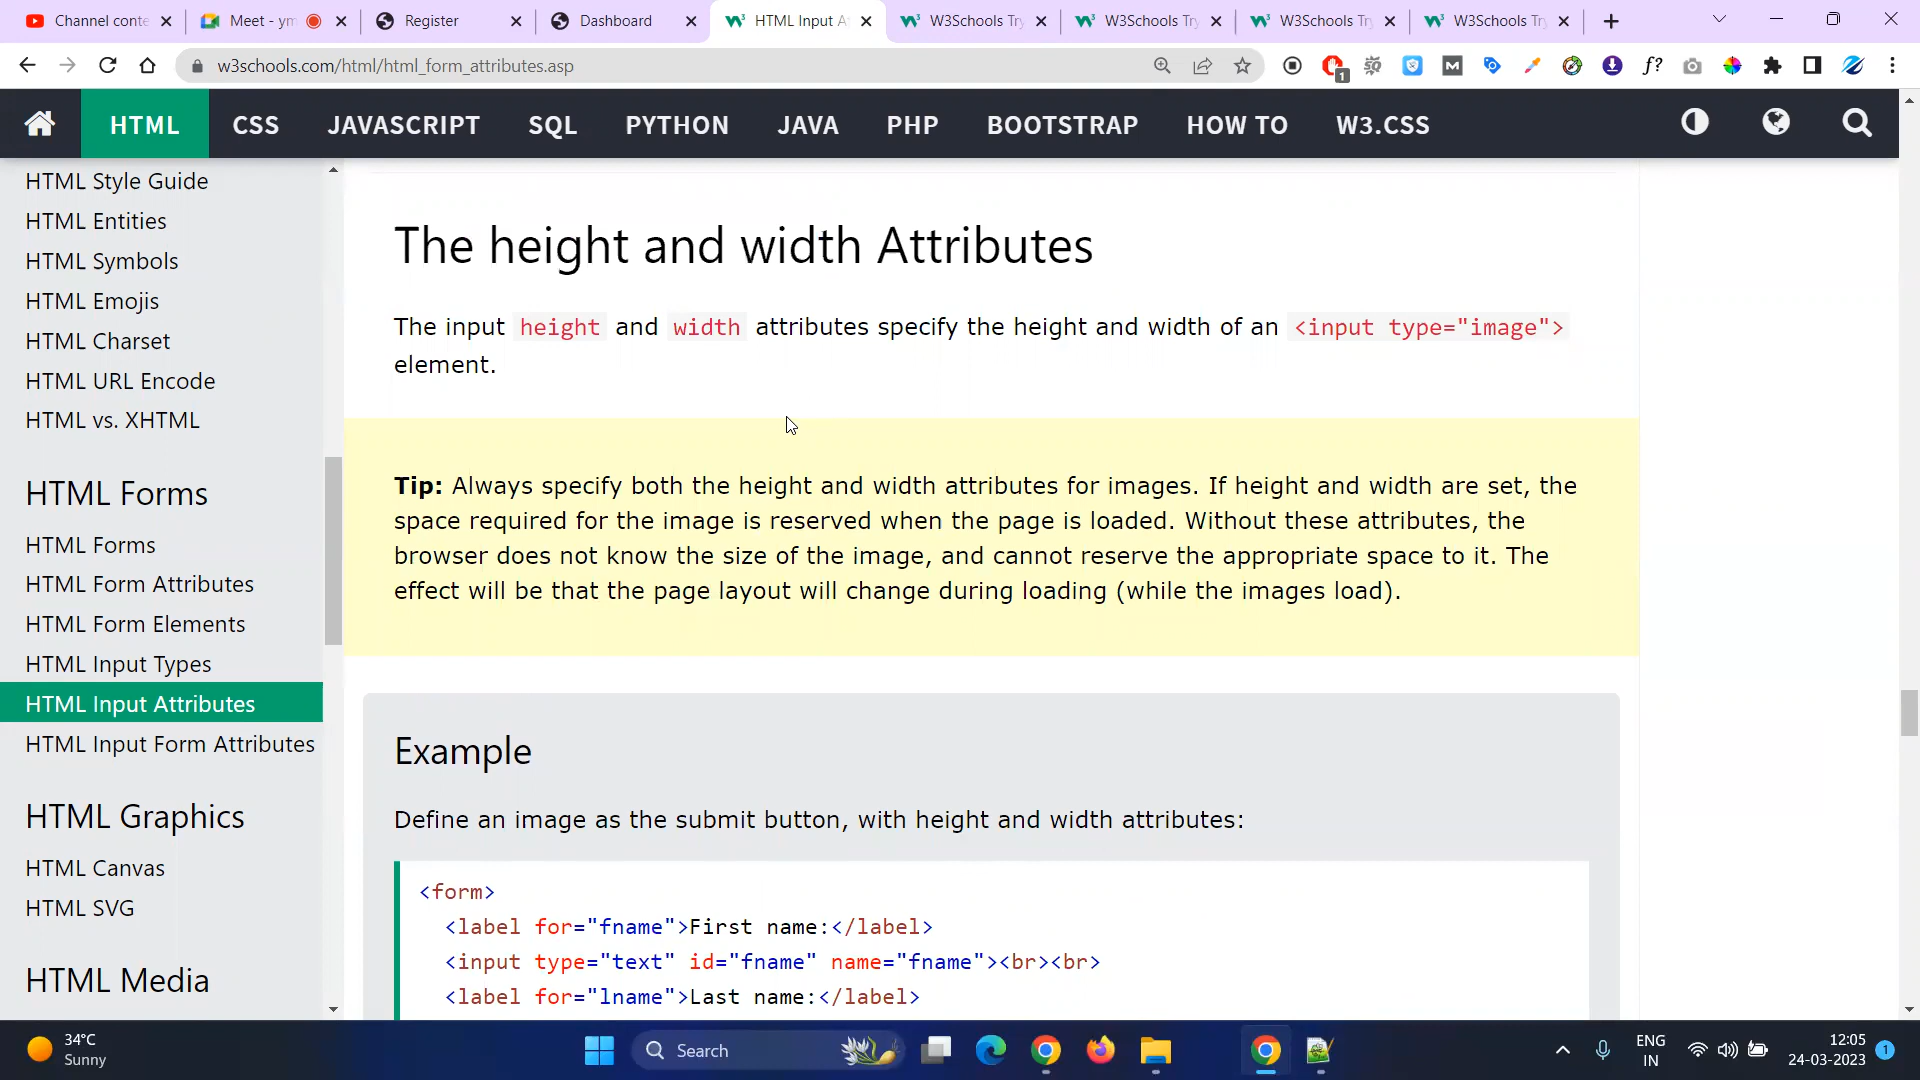 Channel conte
Meet - ym
Register
Dashboard
HTML Input A
W3Schools Try
W3Schools Try
W3Schools Try
W3Schools Try
w3schools.com/html/html_form_attributes.asp
1
f?
HTML
CSS
JAVASCRIPT
SQL
PYTHON
JAVA
PHP
BOOTSTRAP
HOW TO
W3.CSS
HTML Style Guide
HTML Entities
HTML Symbols
HTML Emojis
HTML Charset
HTML URL Encode
HTML vs. XHTML
HTML Forms
HTML Forms
HTML Form Attributes
HTML Form Elements
HTML Input Types
HTML Input Attributes
HTML Input Form Attributes
HTML Graphics
HTML Canvas
HTML SVG
HTML Media
The height and width Attributes
The input height and width attributes specify the height and width of an <input type="image">
element.
Tip: Always specify both the height and width attributes for images. If height and width are set, the
space required for the image is reserved when the page is loaded. Without these attributes, the
browser does not know the size of the image, and cannot reserve the appropriate space to it. The
effect will be that the page layout will change during loading (while the images load).
Example
Define an image as the submit button, with height and width attributes:
<form>
<label for="fname">First name:</label>
<input type="text" id="fname" name="fname"><br><br>
<label for="lname">Last name:</label>
34°C
Sunny
Search
ENG
IN
12:05
24-03-2023
1